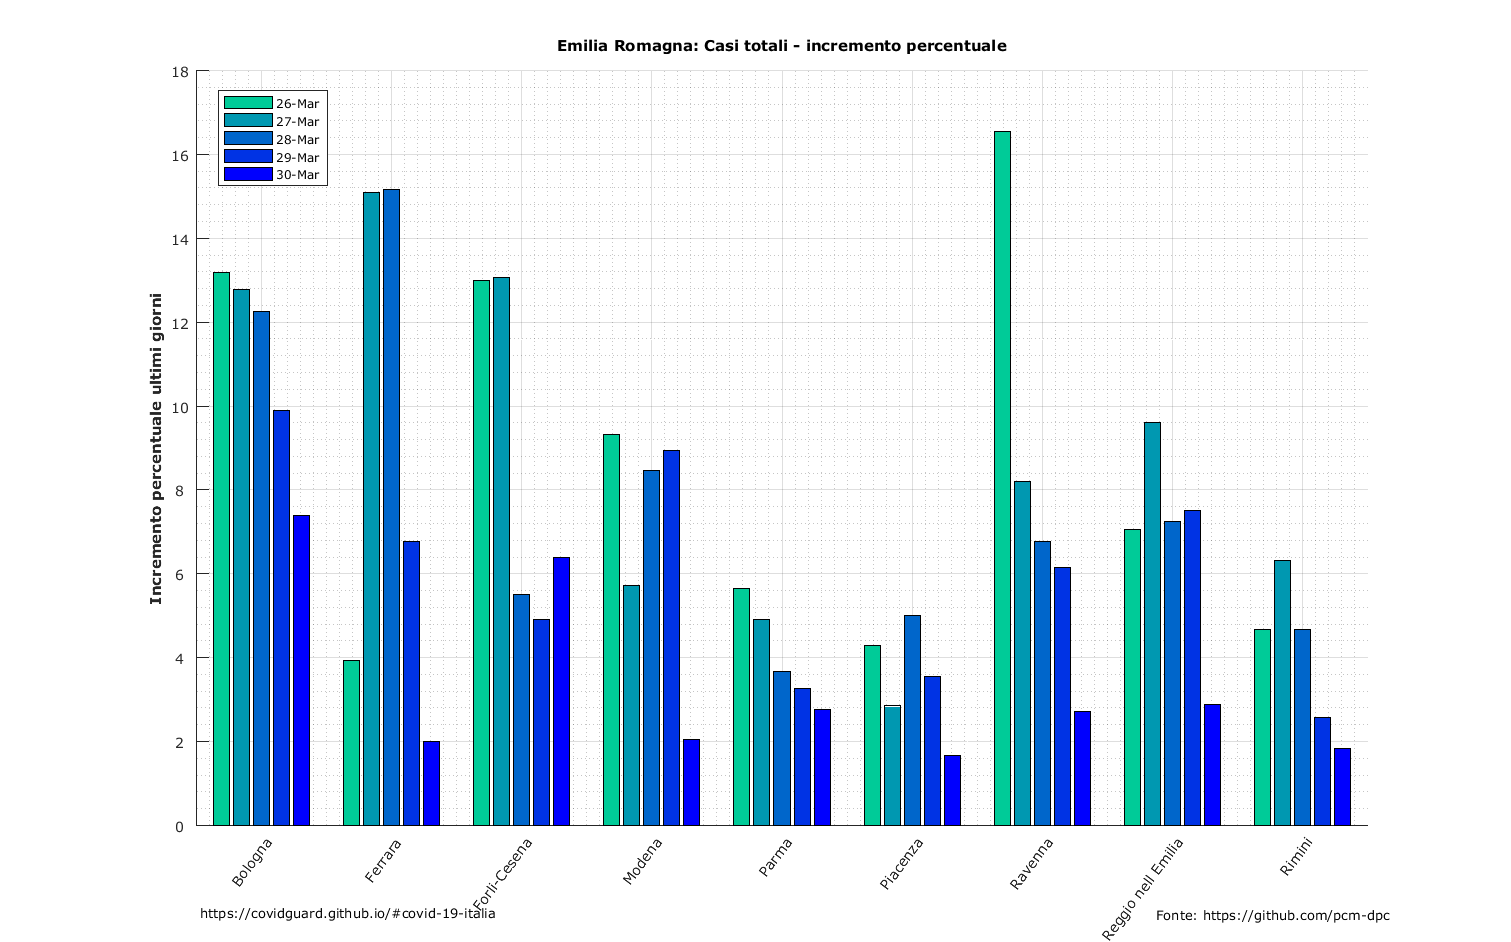 Emilia Romagna: Casi totali - incremento percentuale
Incremento percentuale ultimi giorni
18
16
14
12
10
8
6
4
2
0
26-Mar
27-Mar
28-Mar
29-Mar
30-Mar
Bologna
Ferrara
Forlì-Cesena
Modena
Parma
Piacenza
Ravenna
Reggio nell Emilia
Rimini
https://covidguard.github.io/#covid-19-italia
Fonte: https://github.com/pcm-dpc